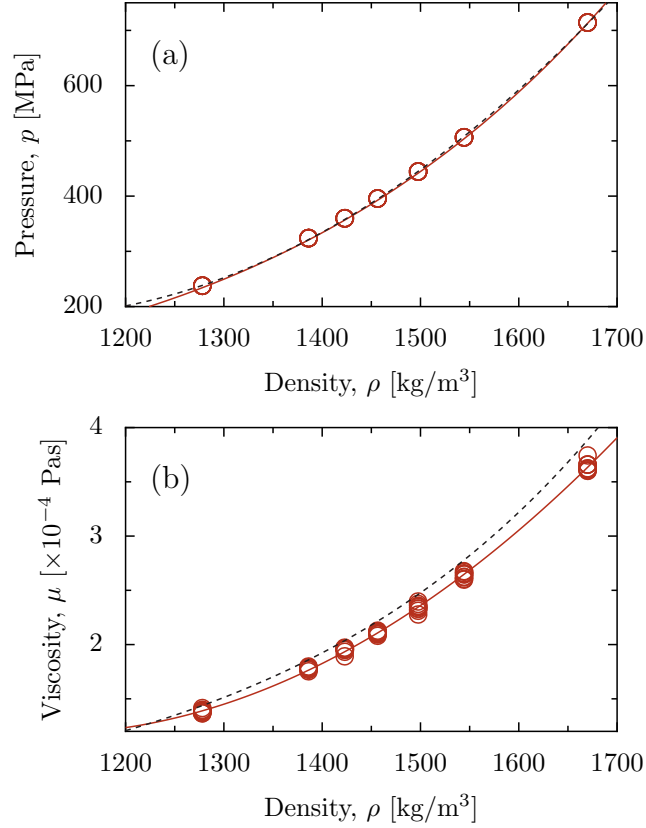 (a)
600
400
200
Pressure, p [MPa]
1200 1300 1400 1500 1600 1700
Density, ρ [kg/m³]
(b)
4
3
2
Viscosity, μ [×10⁻⁴ Pas]
1200 1300 1400 1500 1600 1700
Density, ρ [kg/m³]